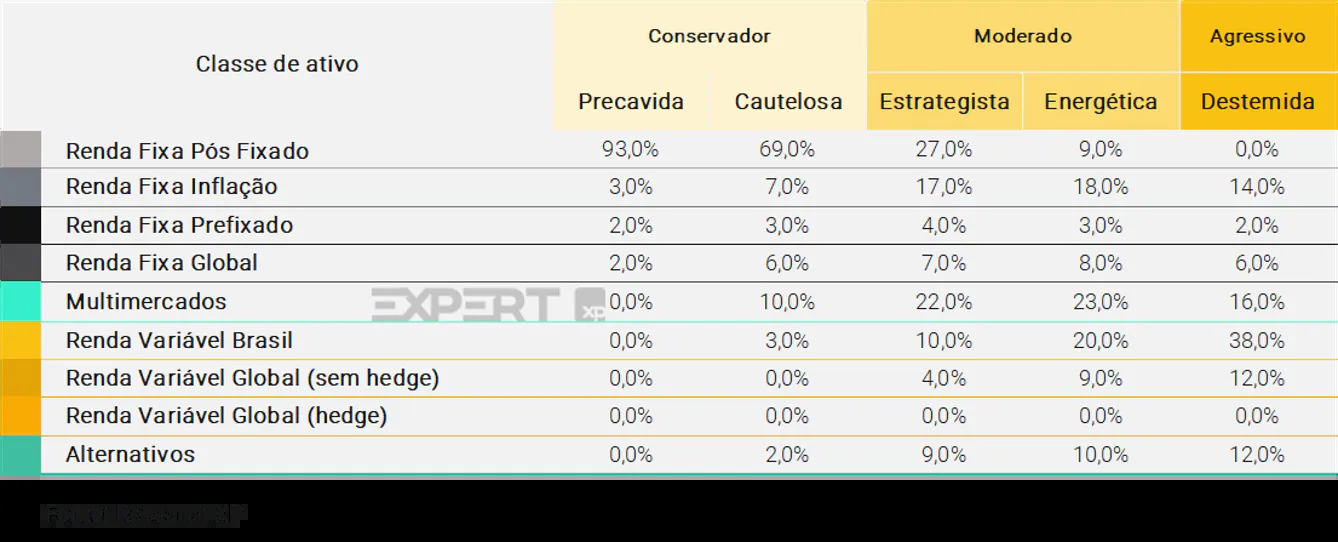 Classe de ativo Conservador Moderado Agressivo
Precavida Cautelosa Estrategista Energética Destemida
Renda Fixa Pós Fixado 93,0% 69,0% 27,0% 9,0% 0,0%
Renda Fixa Inflação 3,0% 7,0% 17,0% 18,0% 14,0%
Renda Fixa Prefixado 2,0% 3,0% 4,0% 3,0% 2,0%
Renda Fixa Global 2,0% 6,0% 7,0% 8,0% 6,0%
Multimercados 0,0% 10,0% 22,0% 23,0% 16,0%
EXPERT XP
Renda Variável Brasil 0,0% 3,0% 10,0% 20,0% 38,0%
Renda Variável Global (sem hedge) 0,0% 0,0% 4,0% 9,0% 12,0%
Renda Variável Global (hedge) 0,0% 0,0% 0,0% 0,0% 0,0%
Alternativos 0,0% 2,0% 9,0% 10,0% 12,0%